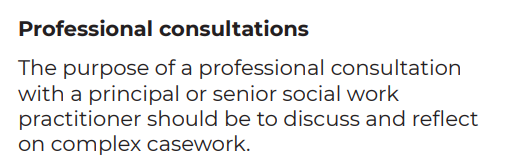 Professional consultations
The purpose of a professional consultation
with a principal or senior social work
practitioner should be to discuss and reflect
on complex casework.